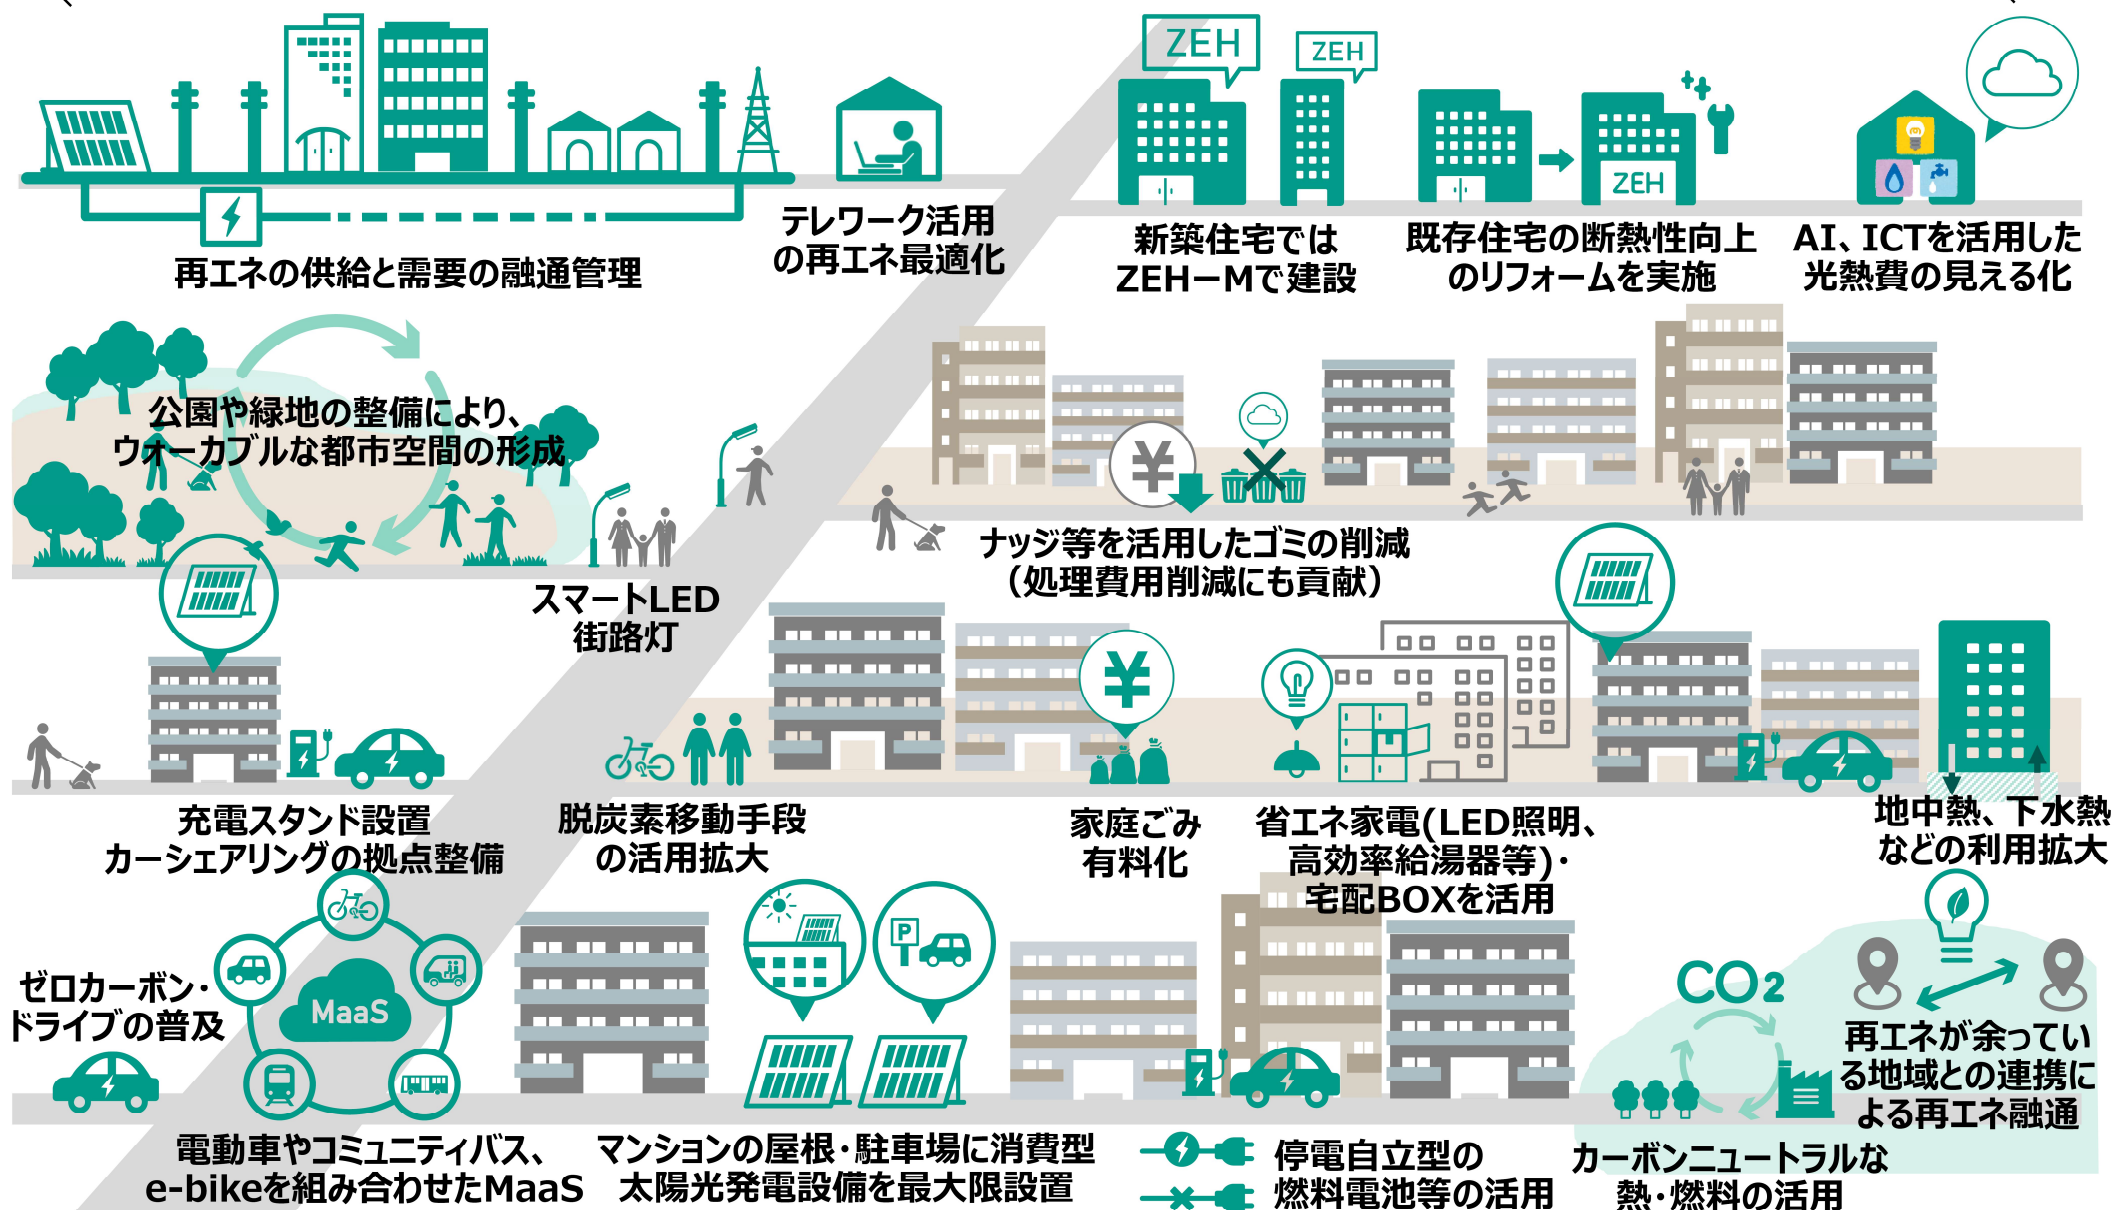 ZEH
ZEH
ZEH
再エネの供給と需要の融通管理
テレワーク活用
の再エネ最適化
新築住宅では
ZEHーMで建設
既存住宅の断熱性向上
のリフォームを実施
AI、ICTを活用した
光熱費の見える化
公園や緑地の整備により、
ウォーカブルな都市空間の形成
スマートLED
街路灯
¥
ナッジ等を活用したゴミの削減
（処理費用削減にも貢献）
充電スタンド設置
カーシェアリングの拠点整備
脱炭素移動手段
の活用拡大
¥
家庭ごみ
有料化
省エネ家電(LED照明、
高効率給湯器等)・
宅配BOXを活用
地中熱、下水熱
などの利用拡大
ゼロカーボン・
ドライブの普及
MaaS
電動車やコミュニティバス、
e-bikeを組み合わせたMaaS
P
マンションの屋根・駐車場に消費型
太陽光発電設備を最大限設置
停電自立型の
燃料電池等の活用
CO2
カーボンニュートラルな
熱・燃料の活用
再エネが余ってい
る地域との連携に
よる再エネ融通